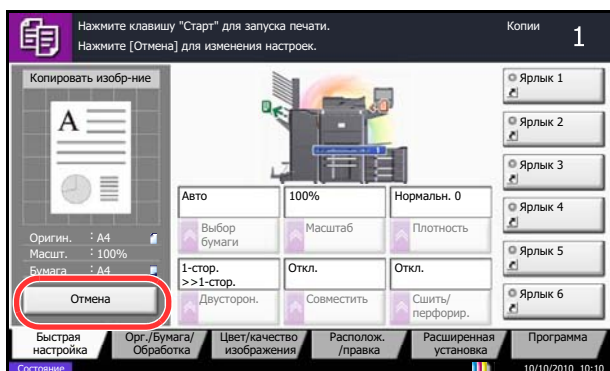 Нажмите клавишу "Старт" для запуска печати.
Нажмите [Отмена] для изменения настроек.
Копии
1
Копировать изобр-ние
A
Оригин. : A4
Масшт. : 100%
Бумага : A4
Отмена
Авто
100%
Нормальн. 0
Выбор
бумаги
Масштаб
Плотность
1-стор.
>>1-стор.
Откл.
Откл.
Двусторон.
Совместить
Сшить/
перфорир.
Ярлык 1
Ярлык 2
Ярлык 3
Ярлык 4
Ярлык 5
Ярлык 6
Быстрая
настройка
Орг./Бумага/
Обработка
Цвет/качество
изображения
Располож.
/правка
Расширенная
установка
Программа
Состояние
10/10/2010 10:10